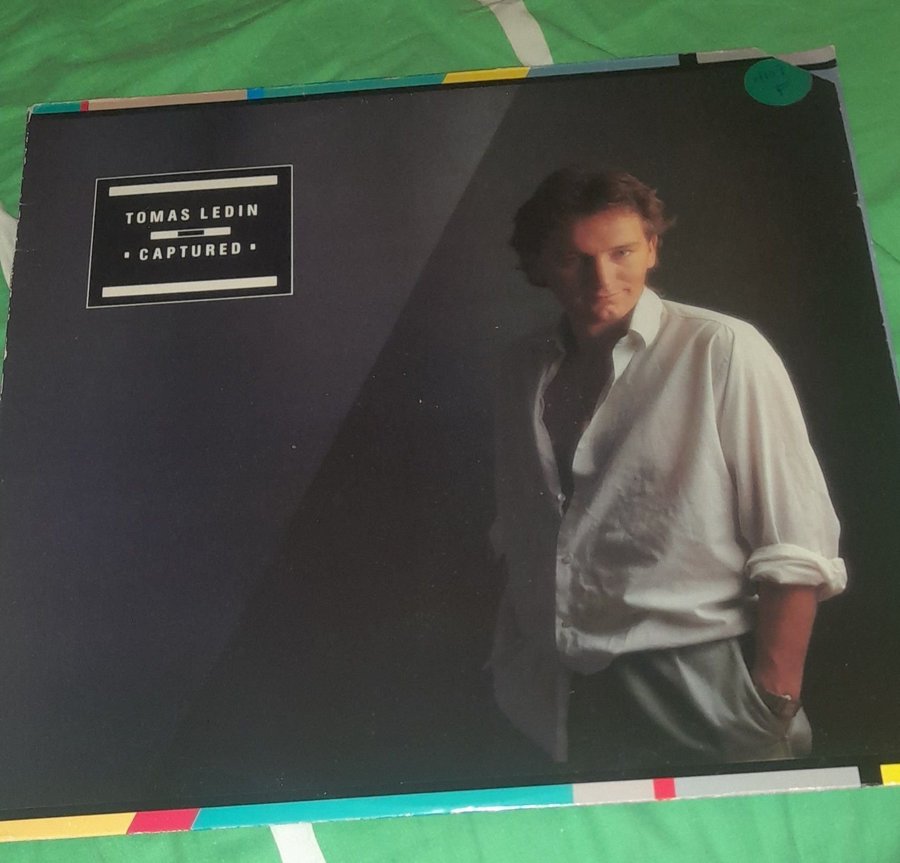 TOMAS LEDIN
• CAPTURED •